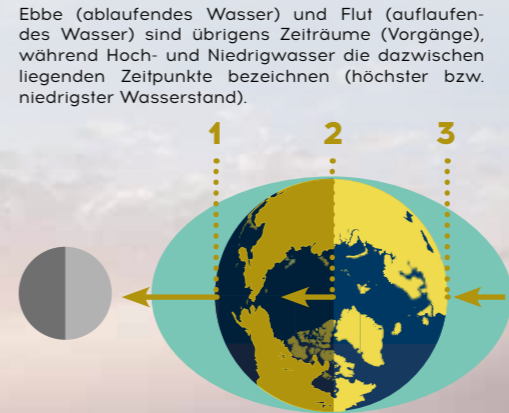 Ebbe (ablaufendes Wasser) und Flut (auflaufen-
des Wasser) sind übrigens Zeiträume (Vorgänge),
während Hoch- und Niedrigwasser die dazwischen
liegenden Zeitpunkte bezeichnen (höchster bzw.
niedrigster Wasserstand).
1 2 3